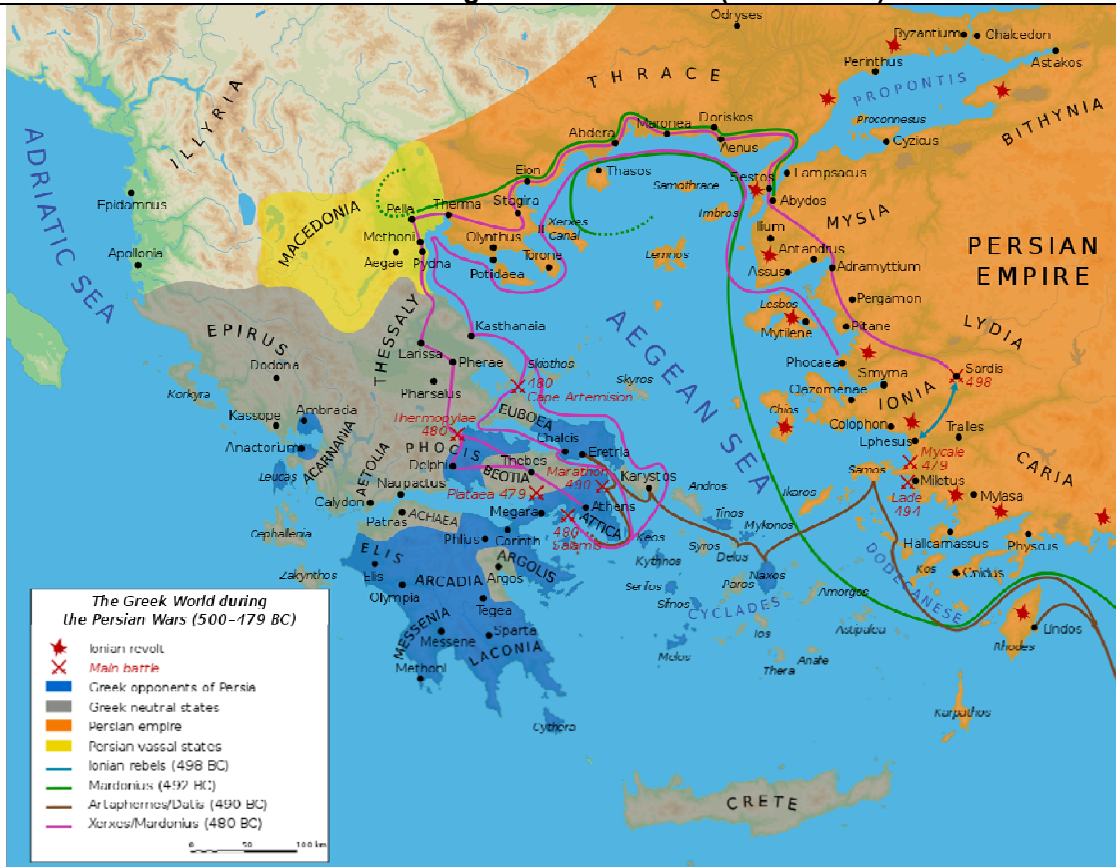 Odryses
Byzantium
Chalcedon
Perinthus
Astakos
THRACE
PROPONTIS
BITHYNIA
ILLYRIA
ADRIATIC SEA
Abdera
Maronea
Doriskos
Aenus
Proconnesus
Cyzicus
Eion
Thasos
Samothrace
Sestos
Lampsacus
Epidamnus
MACEDONIA
Pella
Therma
Stagira
Imbros
Abydos
MYSIA
Xerxes
Canal
Methoni
Olynthus
Ilium
Apollonia
Aegae
Pydna
Torone
Lemnos
Antandrus
PERSIAN
EMPIRE
Potidaea
Assus
Adramyttium
EPIRUS
THESSALY
Kasthanaia
AEGEAN SEA
Lesbos
Pergamon
Mytilene
Pitane
LYDIA
Larissa
Pherae
Skiathos
Phocaea
Dodona
Pharsalus
480
Cape Artemision
Skyros
Smyrna
Sardis
498
Korkyra
Clazomenae
IONIA
Ambracia
Thermopylae
480
EUBOEA
Chios
Kassope
Colophon
Anactorium
ACARNANIA
AETOLIA
PHOCIS
Chalcis
Eretria
Lphesus
Tralles
Mycale
479
Leucas
Delphi
BEOTIA
Thebes
Marathon
490
Karystos
Samos
CARIA
Naupactus
Plataea 479
Andros
Ikaros
Miletus
Lade
494
Mylasa
Calydon
Patras
ACHAEA
Megara
Athens
ATTICA
Tinos
Mykonos
Cephallenia
480
Salamis
Keos
Phlius
Corinth
Syros
Delus
Hallcarnassus
Physcus
ELIS
ARGOLIS
Kythnos
DODECANESE
Zakynthos
Elis
ARCADIA
Argos
Paros
Naxos
Kos
Cnidus
Olympia
Serifos
Sifnos
CYCLADES
Amorgos
Tegea
MESSENIA
Messene
Sparta
Ios
Astipalea
Rhodes
Lindos
LACONIA
Melos
Anafe
Methoni
Thera
Cythera
Karpathos
CRETE
The Greek World during
the Persian Wars (500–479 BC)
Ionian revolt
Main battle
Greek opponents of Persia
Greek neutral states
Persian empire
Persian vassal states
Ionian rebels (498 BC)
Mardonius (492 BC)
Artaphernes/Datis (490 BC)
Xerxes/Mardonius (480 BC)
0 50 100 km